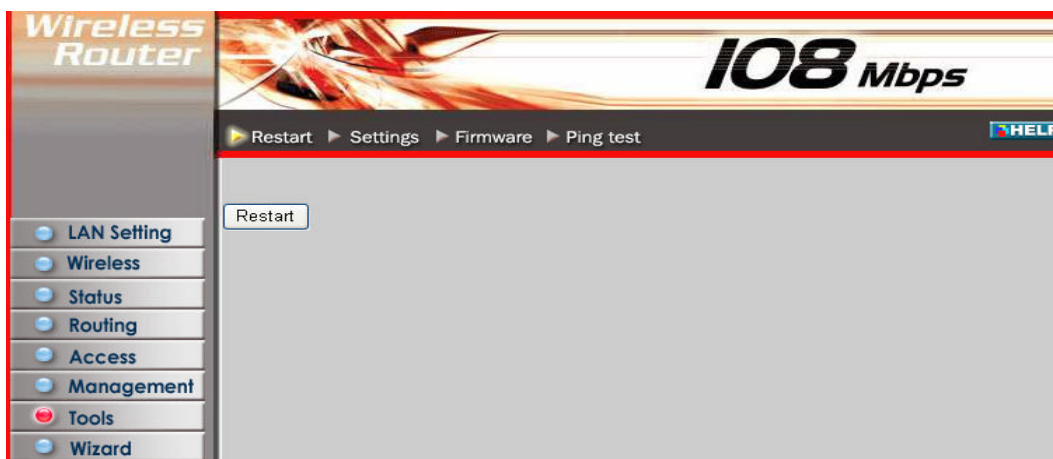 Wireless
Router
108 Mbps
Restart Settings Firmware Ping test
HELP
Restart
LAN Setting
Wireless
Status
Routing
Access
Management
Tools
Wizard